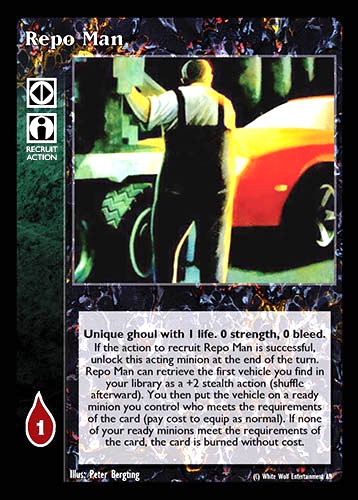 Repo Man
RECRUIT
ACTION
Unique ghoul with 1 life. 0 strength, 0 bleed.
If the action to recruit Repo Man is successful,
unlock this acting minion at the end of the turn.
Repo Man can retrieve the first vehicle you find in
your library as a +2 stealth action (shuffle
afterward). You then put the vehicle on a ready
minion you control who meets the requirements
of the card (pay cost to equip as normal). If none
of your ready minions meet the requirements of
the card, the card is burned without cost.
1
Illus: Peter Bergting
(C) White Wolf Entertainment AB